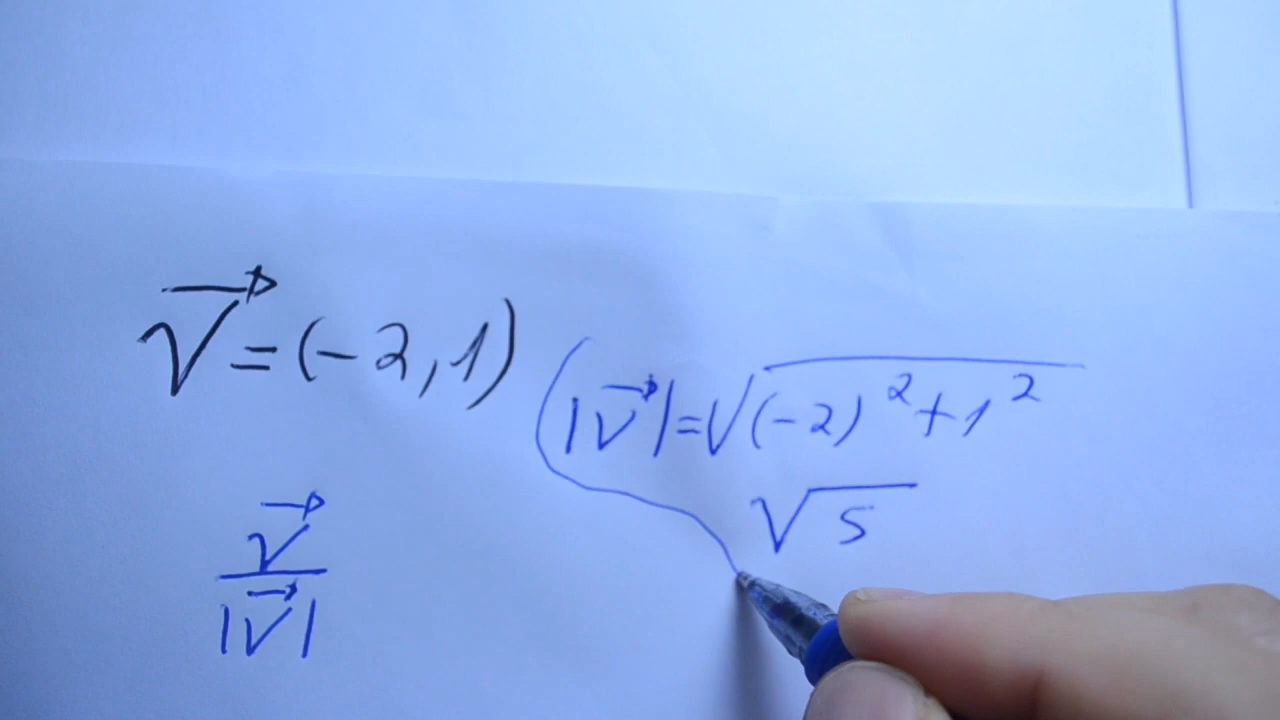 v⃗ = (-2, 1)
|v⃗| = √((-2)² + 1²)
√5
v⃗
|v⃗|